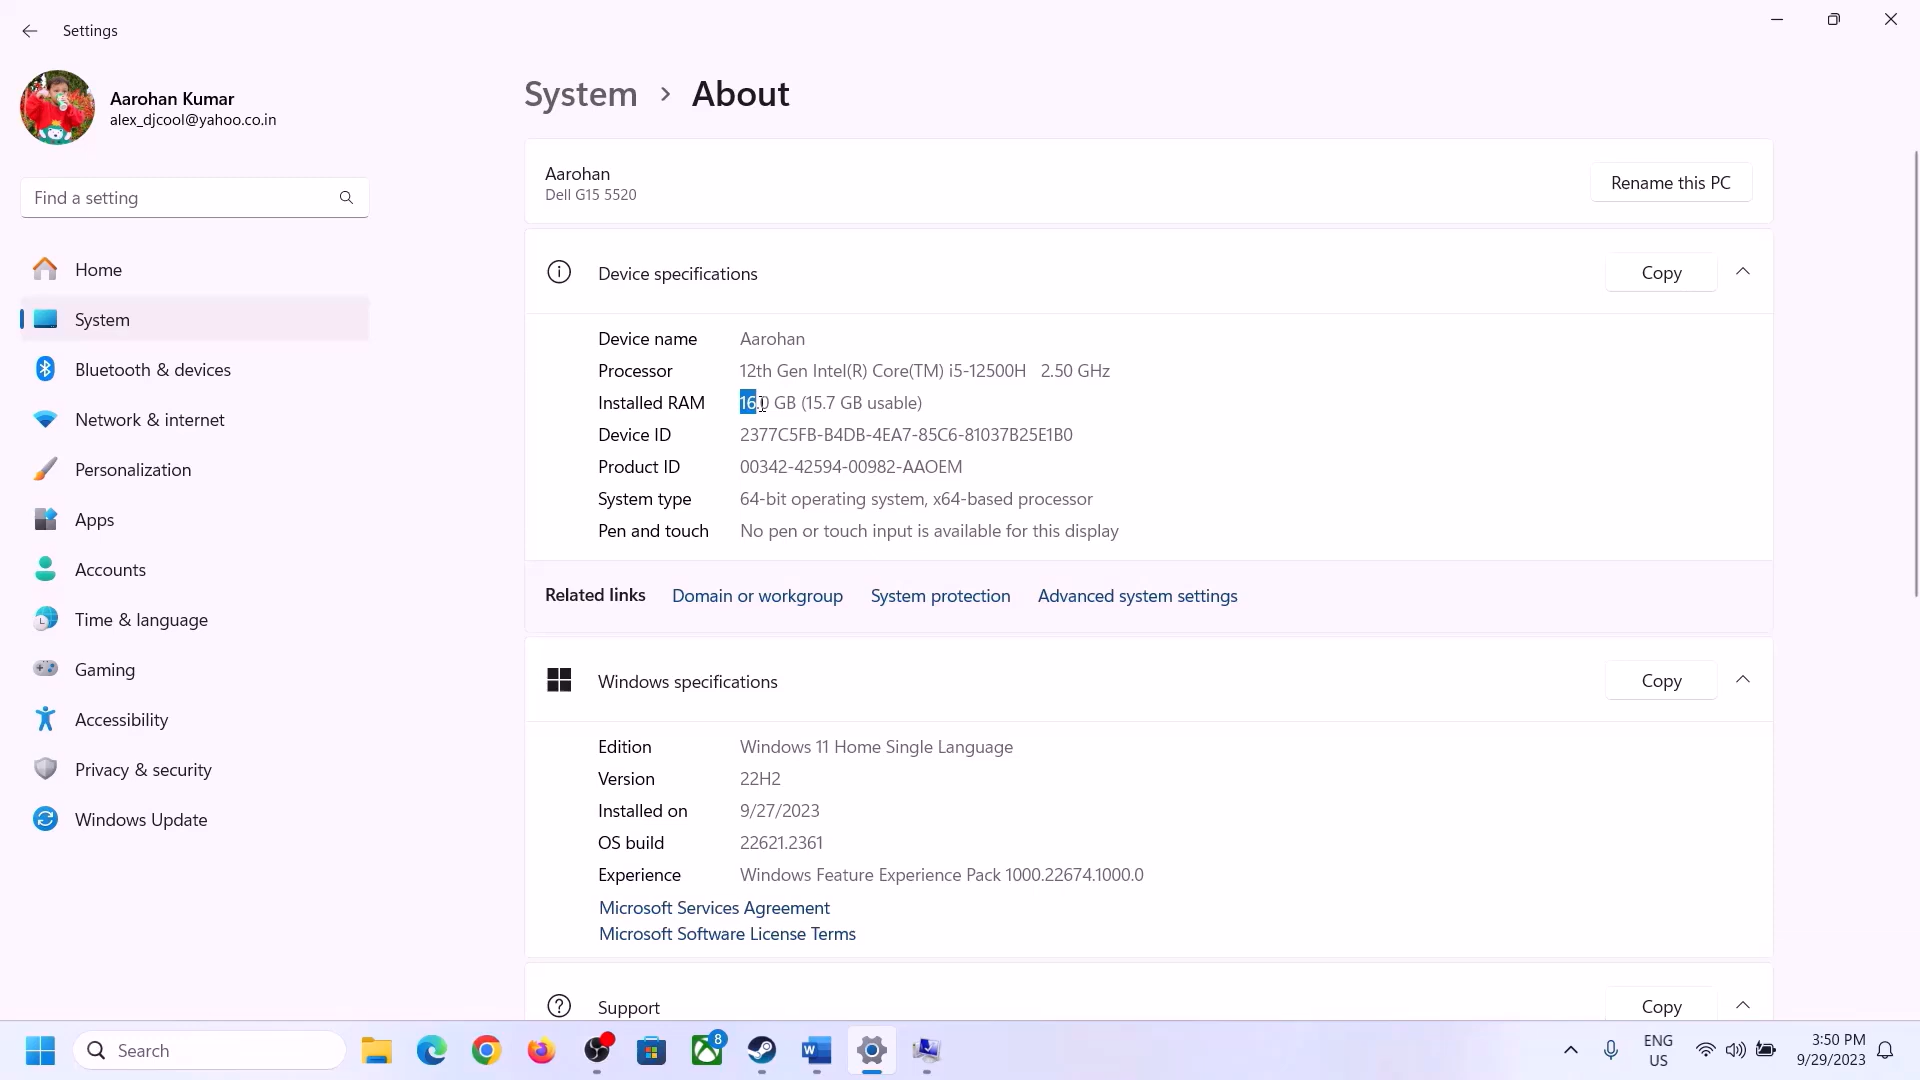 Settings
Aarohan Kumar
alex_djcool@yahoo.co.in
Find a setting
Home
System
Bluetooth & devices
Network & internet
Personalization
Apps
Accounts
Time & language
Gaming
Accessibility
Privacy & security
Windows Update
System > About
Aarohan
Dell G15 5520
Rename this PC
Device specifications
Copy
Device name Aarohan
Processor 12th Gen Intel(R) Core(TM) i5-12500H 2.50 GHz
Installed RAM 16.0 GB (15.7 GB usable)
Device ID 2377C5FB-B4DB-4EA7-85C6-81037B25E1B0
Product ID 00342-42594-00982-AAOEM
System type 64-bit operating system, x64-based processor
Pen and touch No pen or touch input is available for this display
Related links Domain or workgroup System protection Advanced system settings
Windows specifications
Copy
Edition Windows 11 Home Single Language
Version 22H2
Installed on 9/27/2023
OS build 22621.2361
Experience Windows Feature Experience Pack 1000.22674.1000.0
Microsoft Services Agreement
Microsoft Software License Terms
Support
Copy
Search
8
W
ENG
US
3:50 PM
9/29/2023